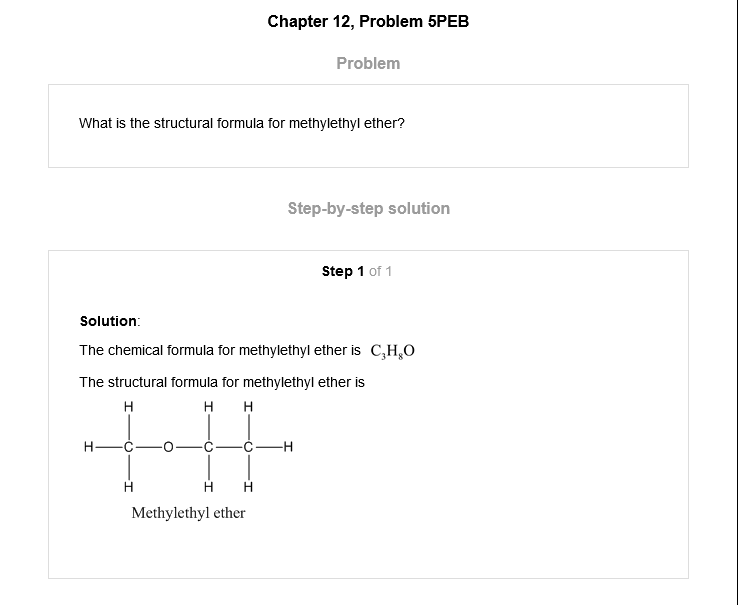 Chapter 12, Problem 5PEB
Problem
What is the structural formula for methylethyl ether?
Step-by-step solution
Step 1 of 1
Solution:
The chemical formula for methylethyl ether is C₃H₈O
The structural formula for methylethyl ether is
H H H
H—C—O—C—C—H
H H H
Methylethyl ether